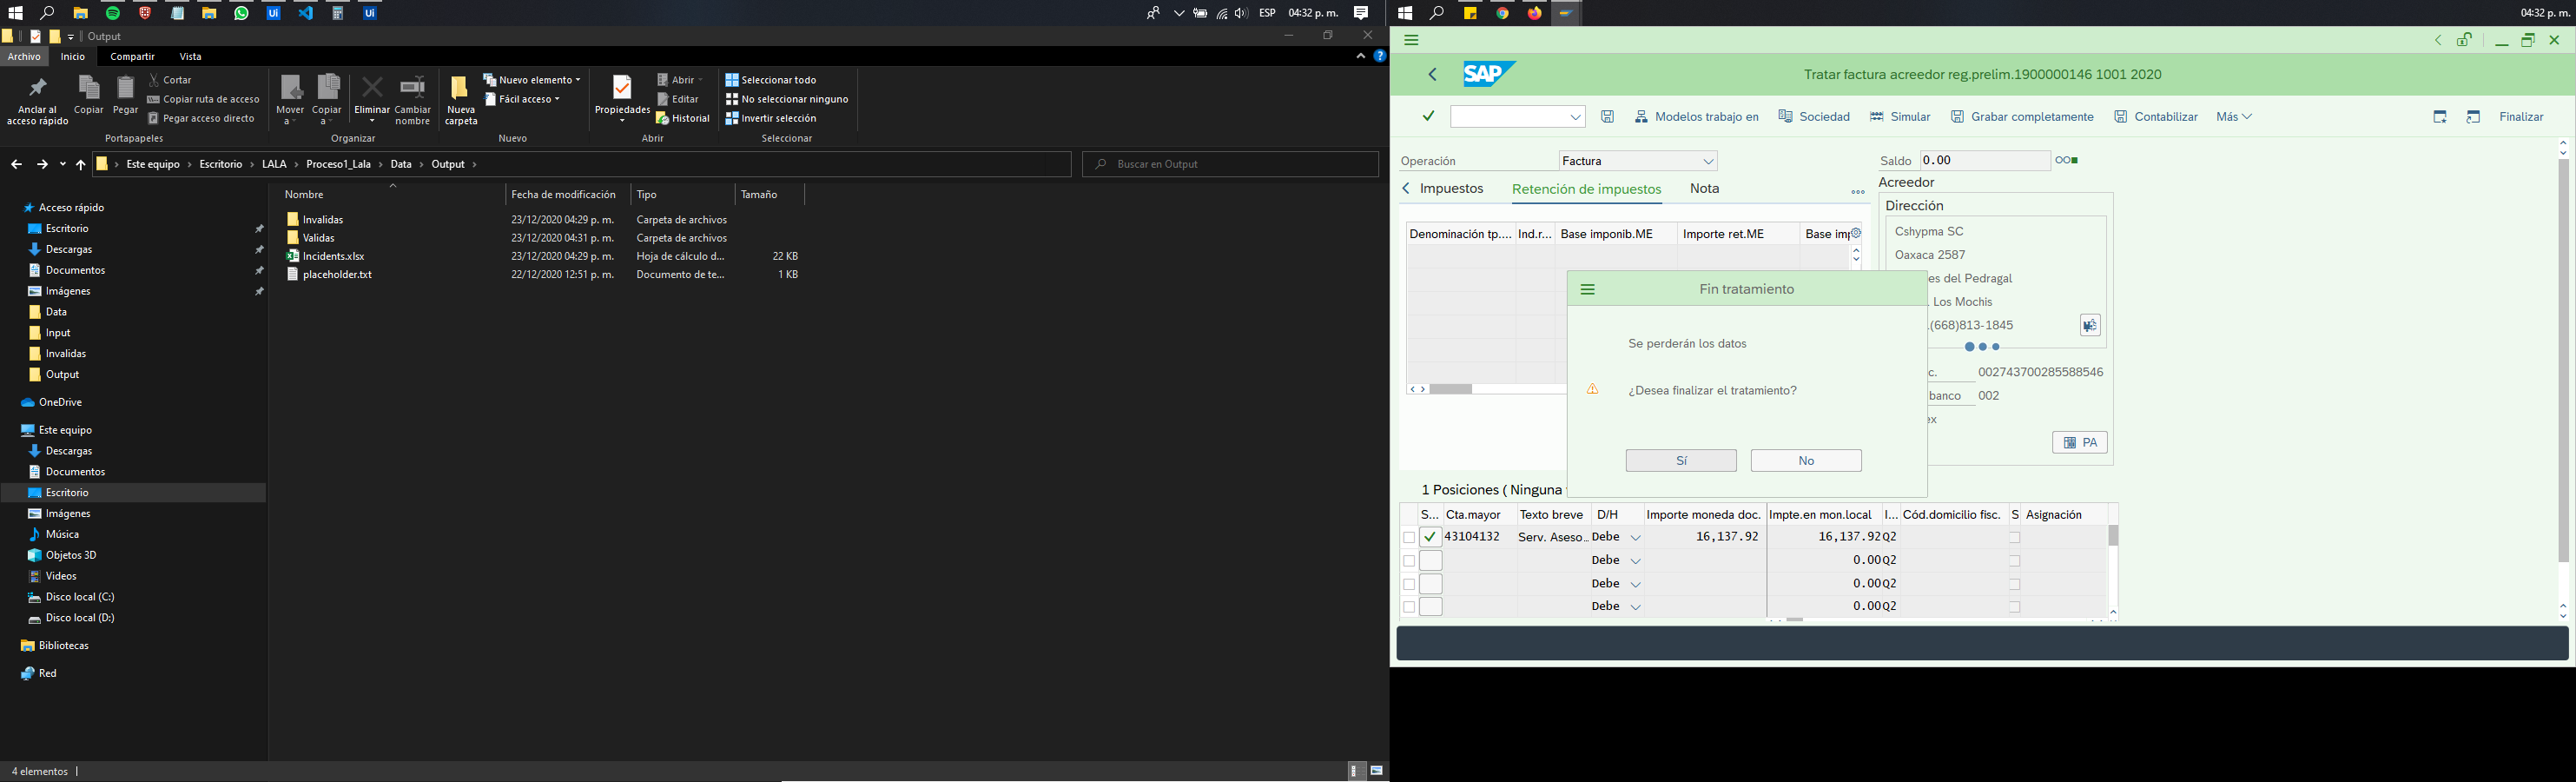 ESP
04:32 p. m.
04:32 p. m.
Output
Archivo
Inicio
Compartir
Vista
Anclar al acceso rápido
Copiar
Pegar
Cortar
Copiar ruta de acceso
Pegar acceso directo
Portapapeles
Mover a
Copiar a
Eliminar
Cambiar nombre
Organizar
Nueva carpeta
Nuevo elemento
Fácil acceso
Nuevo
Propiedades
Abrir
Editar
Historial
Abrir
Seleccionar todo
No seleccionar ninguno
Invertir selección
Seleccionar
Este equipo > Escritorio > LALA > Proceso1_Lala > Data > Output >
Buscar en Output
Nombre Fecha de modificación Tipo Tamaño
Invalidas 23/12/2020 04:29 p. m. Carpeta de archivos
Validas 23/12/2020 04:31 p. m. Carpeta de archivos
Incidents.xlsx 23/12/2020 04:29 p. m. Hoja de cálculo d... 22 KB
placeholder.txt 22/12/2020 12:51 p. m. Documento de te... 1 KB
Acceso rápido
Escritorio
Descargas
Documentos
Imágenes
Data
Input
Invalidas
Output
OneDrive
Este equipo
Descargas
Documentos
Escritorio
Imágenes
Música
Objetos 3D
Videos
Disco local (C:)
Disco local (D:)
Bibliotecas
Red
4 elementos
SAP
Tratar factura acreedor reg.prelim.1900000146 1001 2020
Modelos trabajo en
Sociedad
Simular
Grabar completamente
Contabilizar
Más
Finalizar
Operación Factura
Saldo 0.00
Impuestos Retención de impuestos Nota
Acreedor
Dirección
Cshypma SC
Oaxaca 2587
es del Pedragal
Los Mochis
(668)813-1845
c. 002743700285588546
banco 002
ex
PA
Denominación tp.... Ind.r... Base imponib.ME Importe ret.ME Base imp
Fin tratamiento
Se perderán los datos
¿Desea finalizar el tratamiento?
Sí
No
1 Posiciones ( Ninguna
S... Cta.mayor Texto breve D/H Importe moneda doc. Impte.en mon.local I... Cód.domicilio fisc. S Asignación
43104132 Serv. Aseso... Debe 16,137.92 16,137.92 Q2
Debe 0.00 Q2
Debe 0.00 Q2
Debe 0.00 Q2